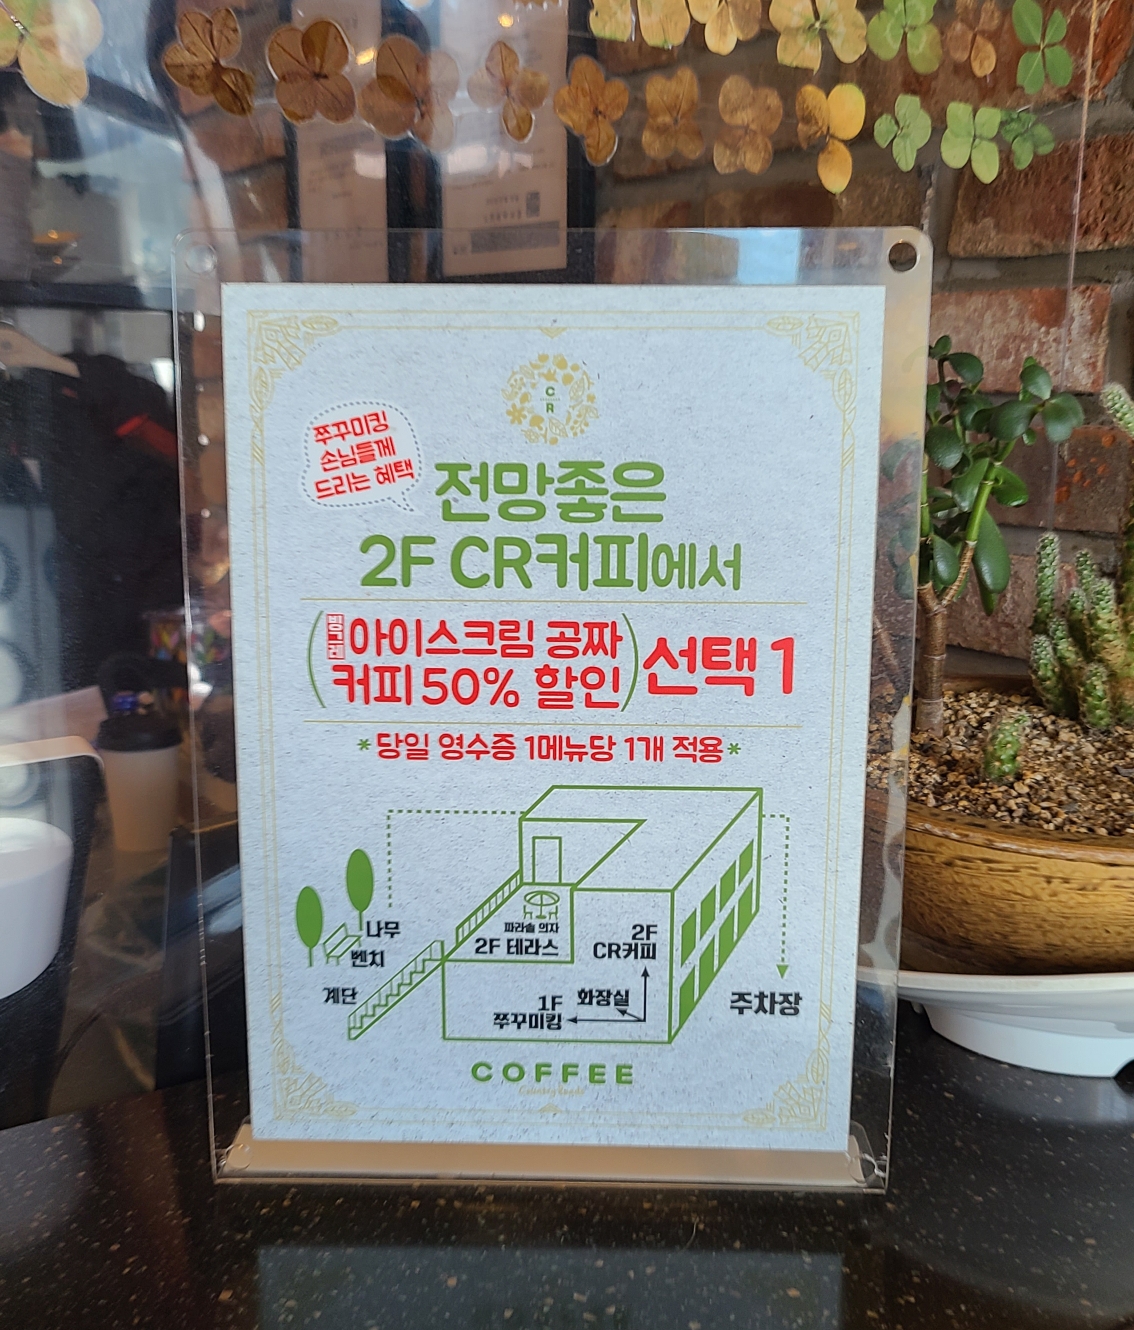 C
R
쭈꾸미킹
손님들께
드리는 혜택
전망좋은
2F CR커피에서
빙그레 아이스크림 공짜
커피 50% 할인
선택 1
*당일 영수증 1메뉴당 1개 적용*
나무
벤치
계단
파라솔 의자
2F 테라스
2F
CR커피
화장실
1F
쭈꾸미킹
주차장
COFFEE